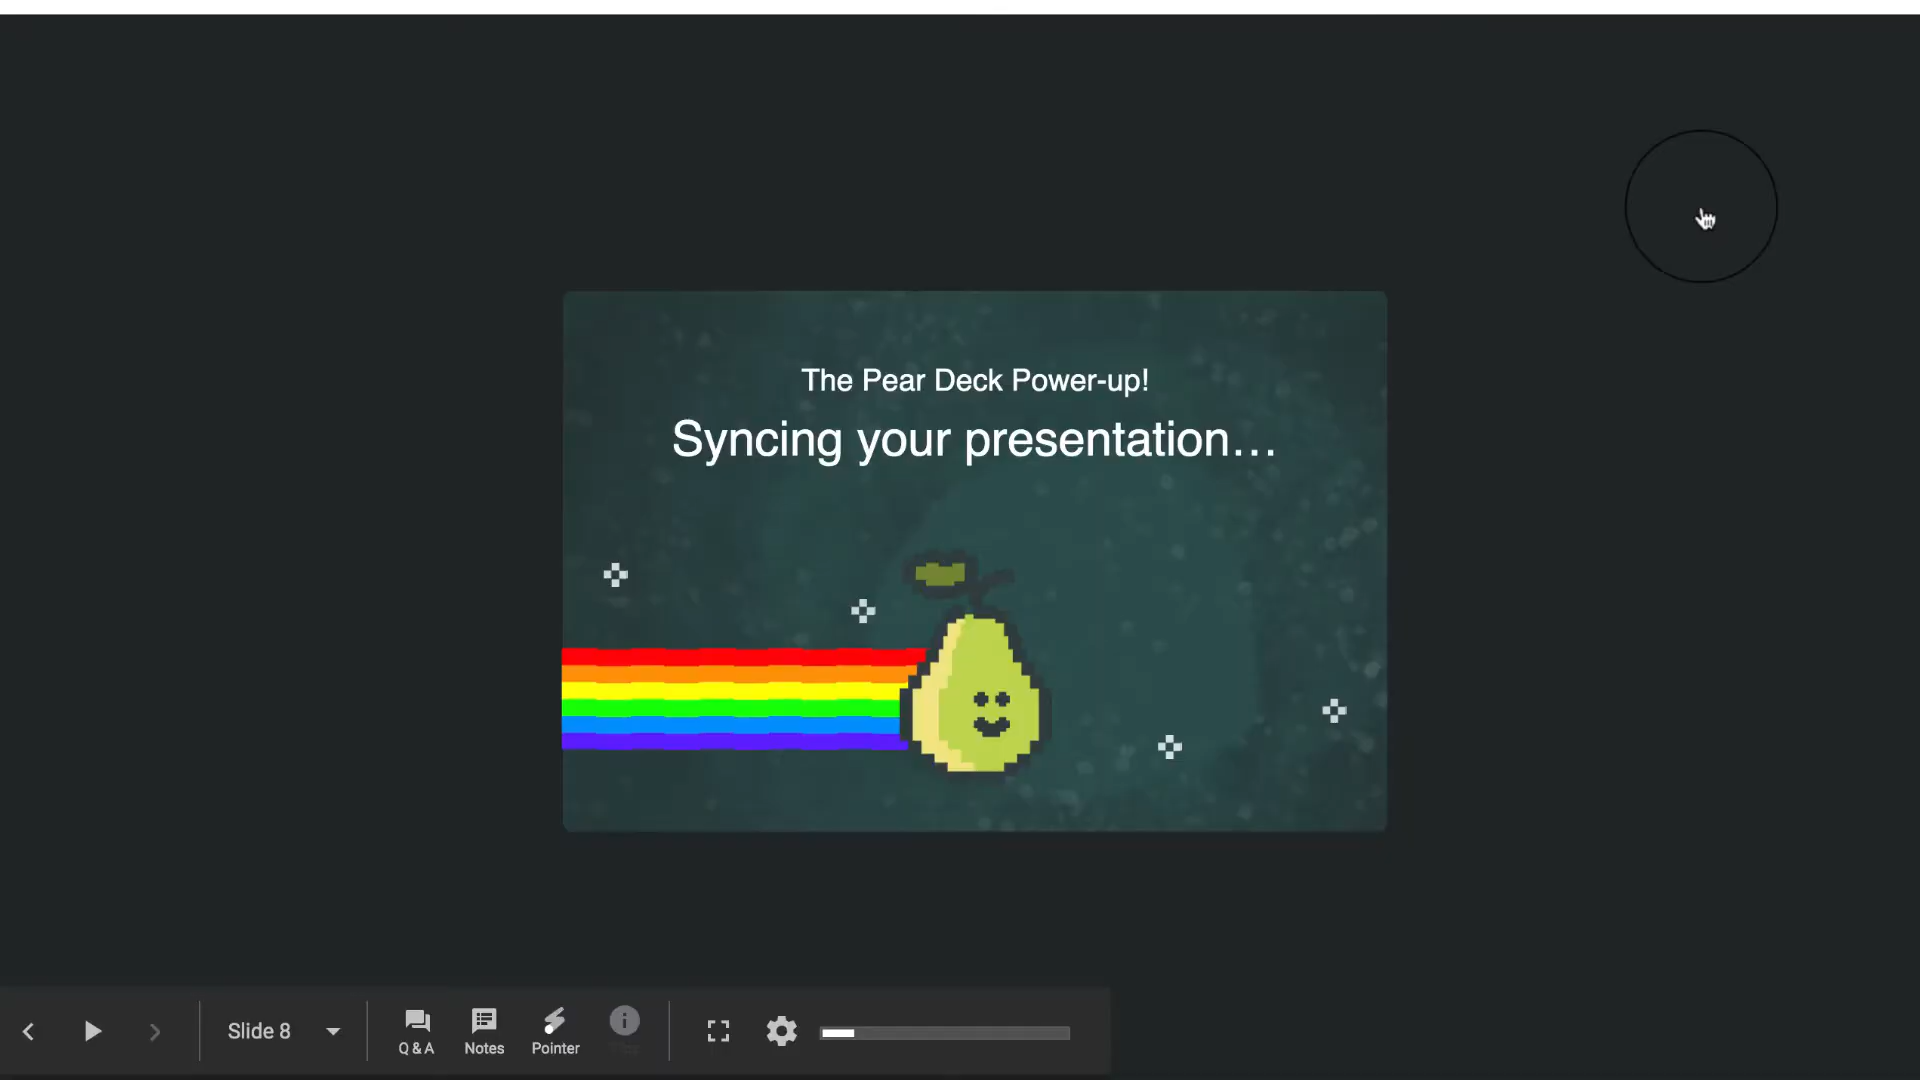 The Pear Deck Power-up!
Syncing your presentation...
Slide 8
Q & A
Notes
Pointer